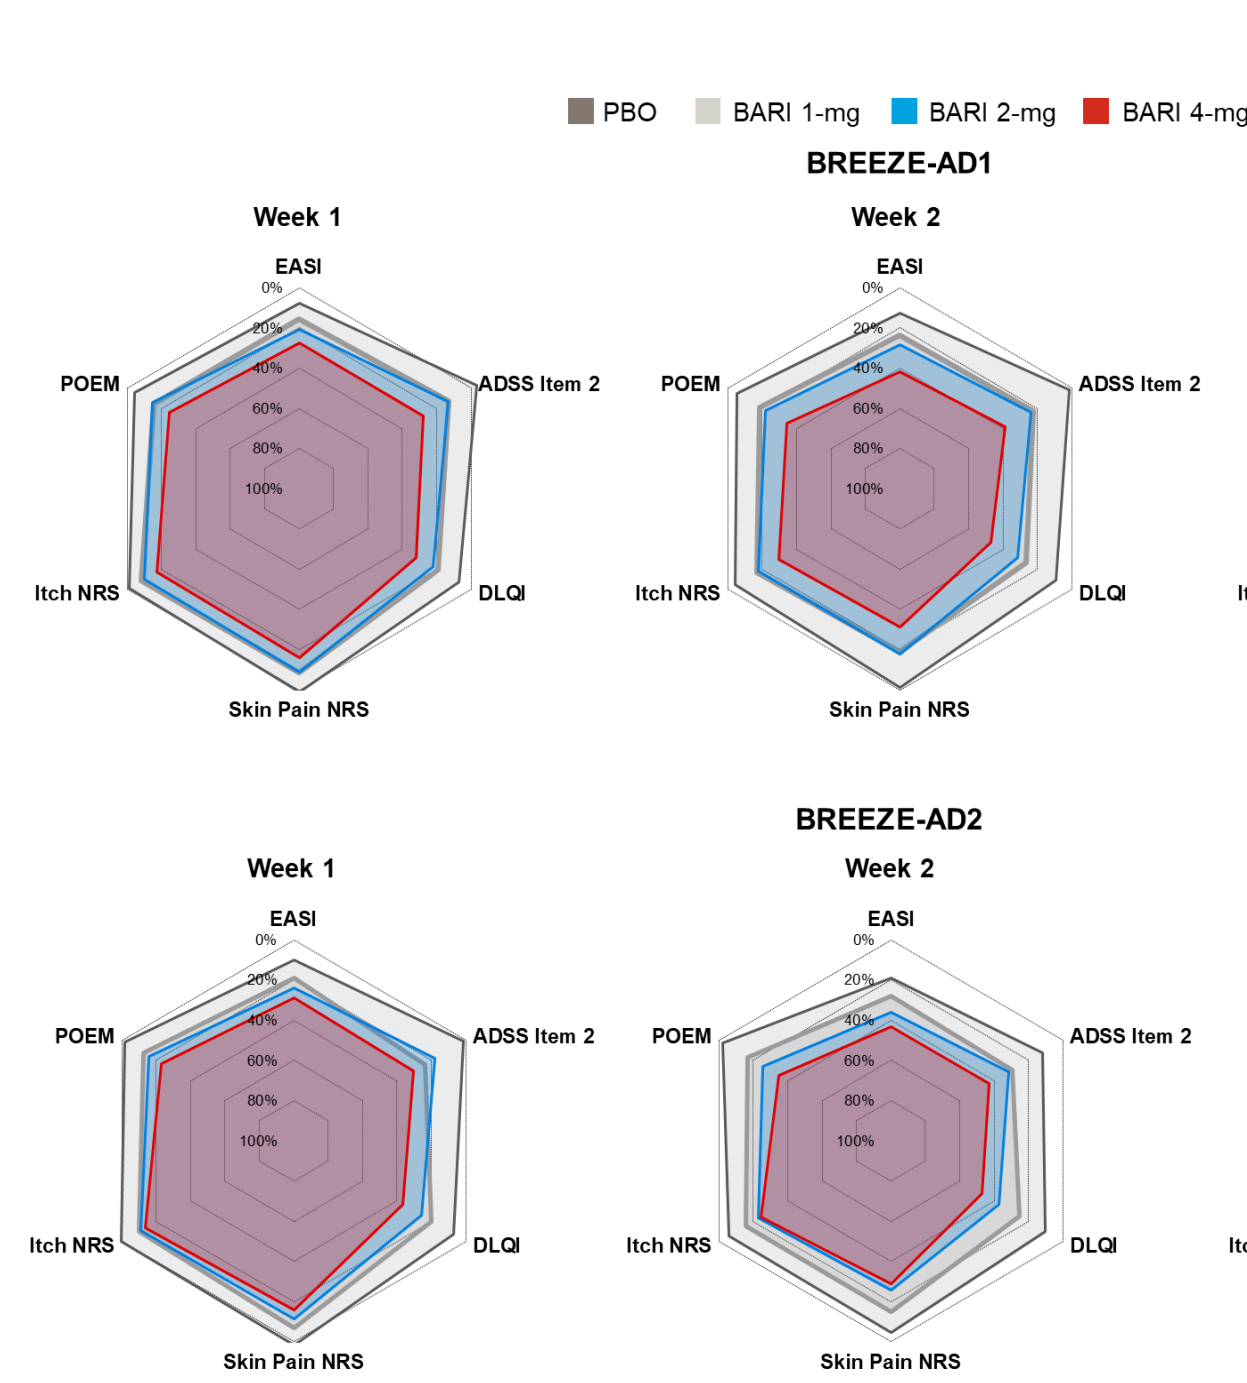 PBO BARI 1-mg BARI 2-mg BARI 4-mg
BREEZE-AD1
Week 1
EASI
0%
20%
40%
60%
80%
100%
ADSS Item 2
DLQI
Skin Pain NRS
Itch NRS
POEM
Week 2
EASI
0%
20%
40%
60%
80%
100%
ADSS Item 2
DLQI
Skin Pain NRS
Itch NRS
POEM
BREEZE-AD2
Week 1
EASI
0%
20%
40%
60%
80%
100%
ADSS Item 2
DLQI
Skin Pain NRS
Itch NRS
POEM
Week 2
EASI
0%
20%
40%
60%
80%
100%
ADSS Item 2
DLQI
Skin Pain NRS
Itch NRS
POEM